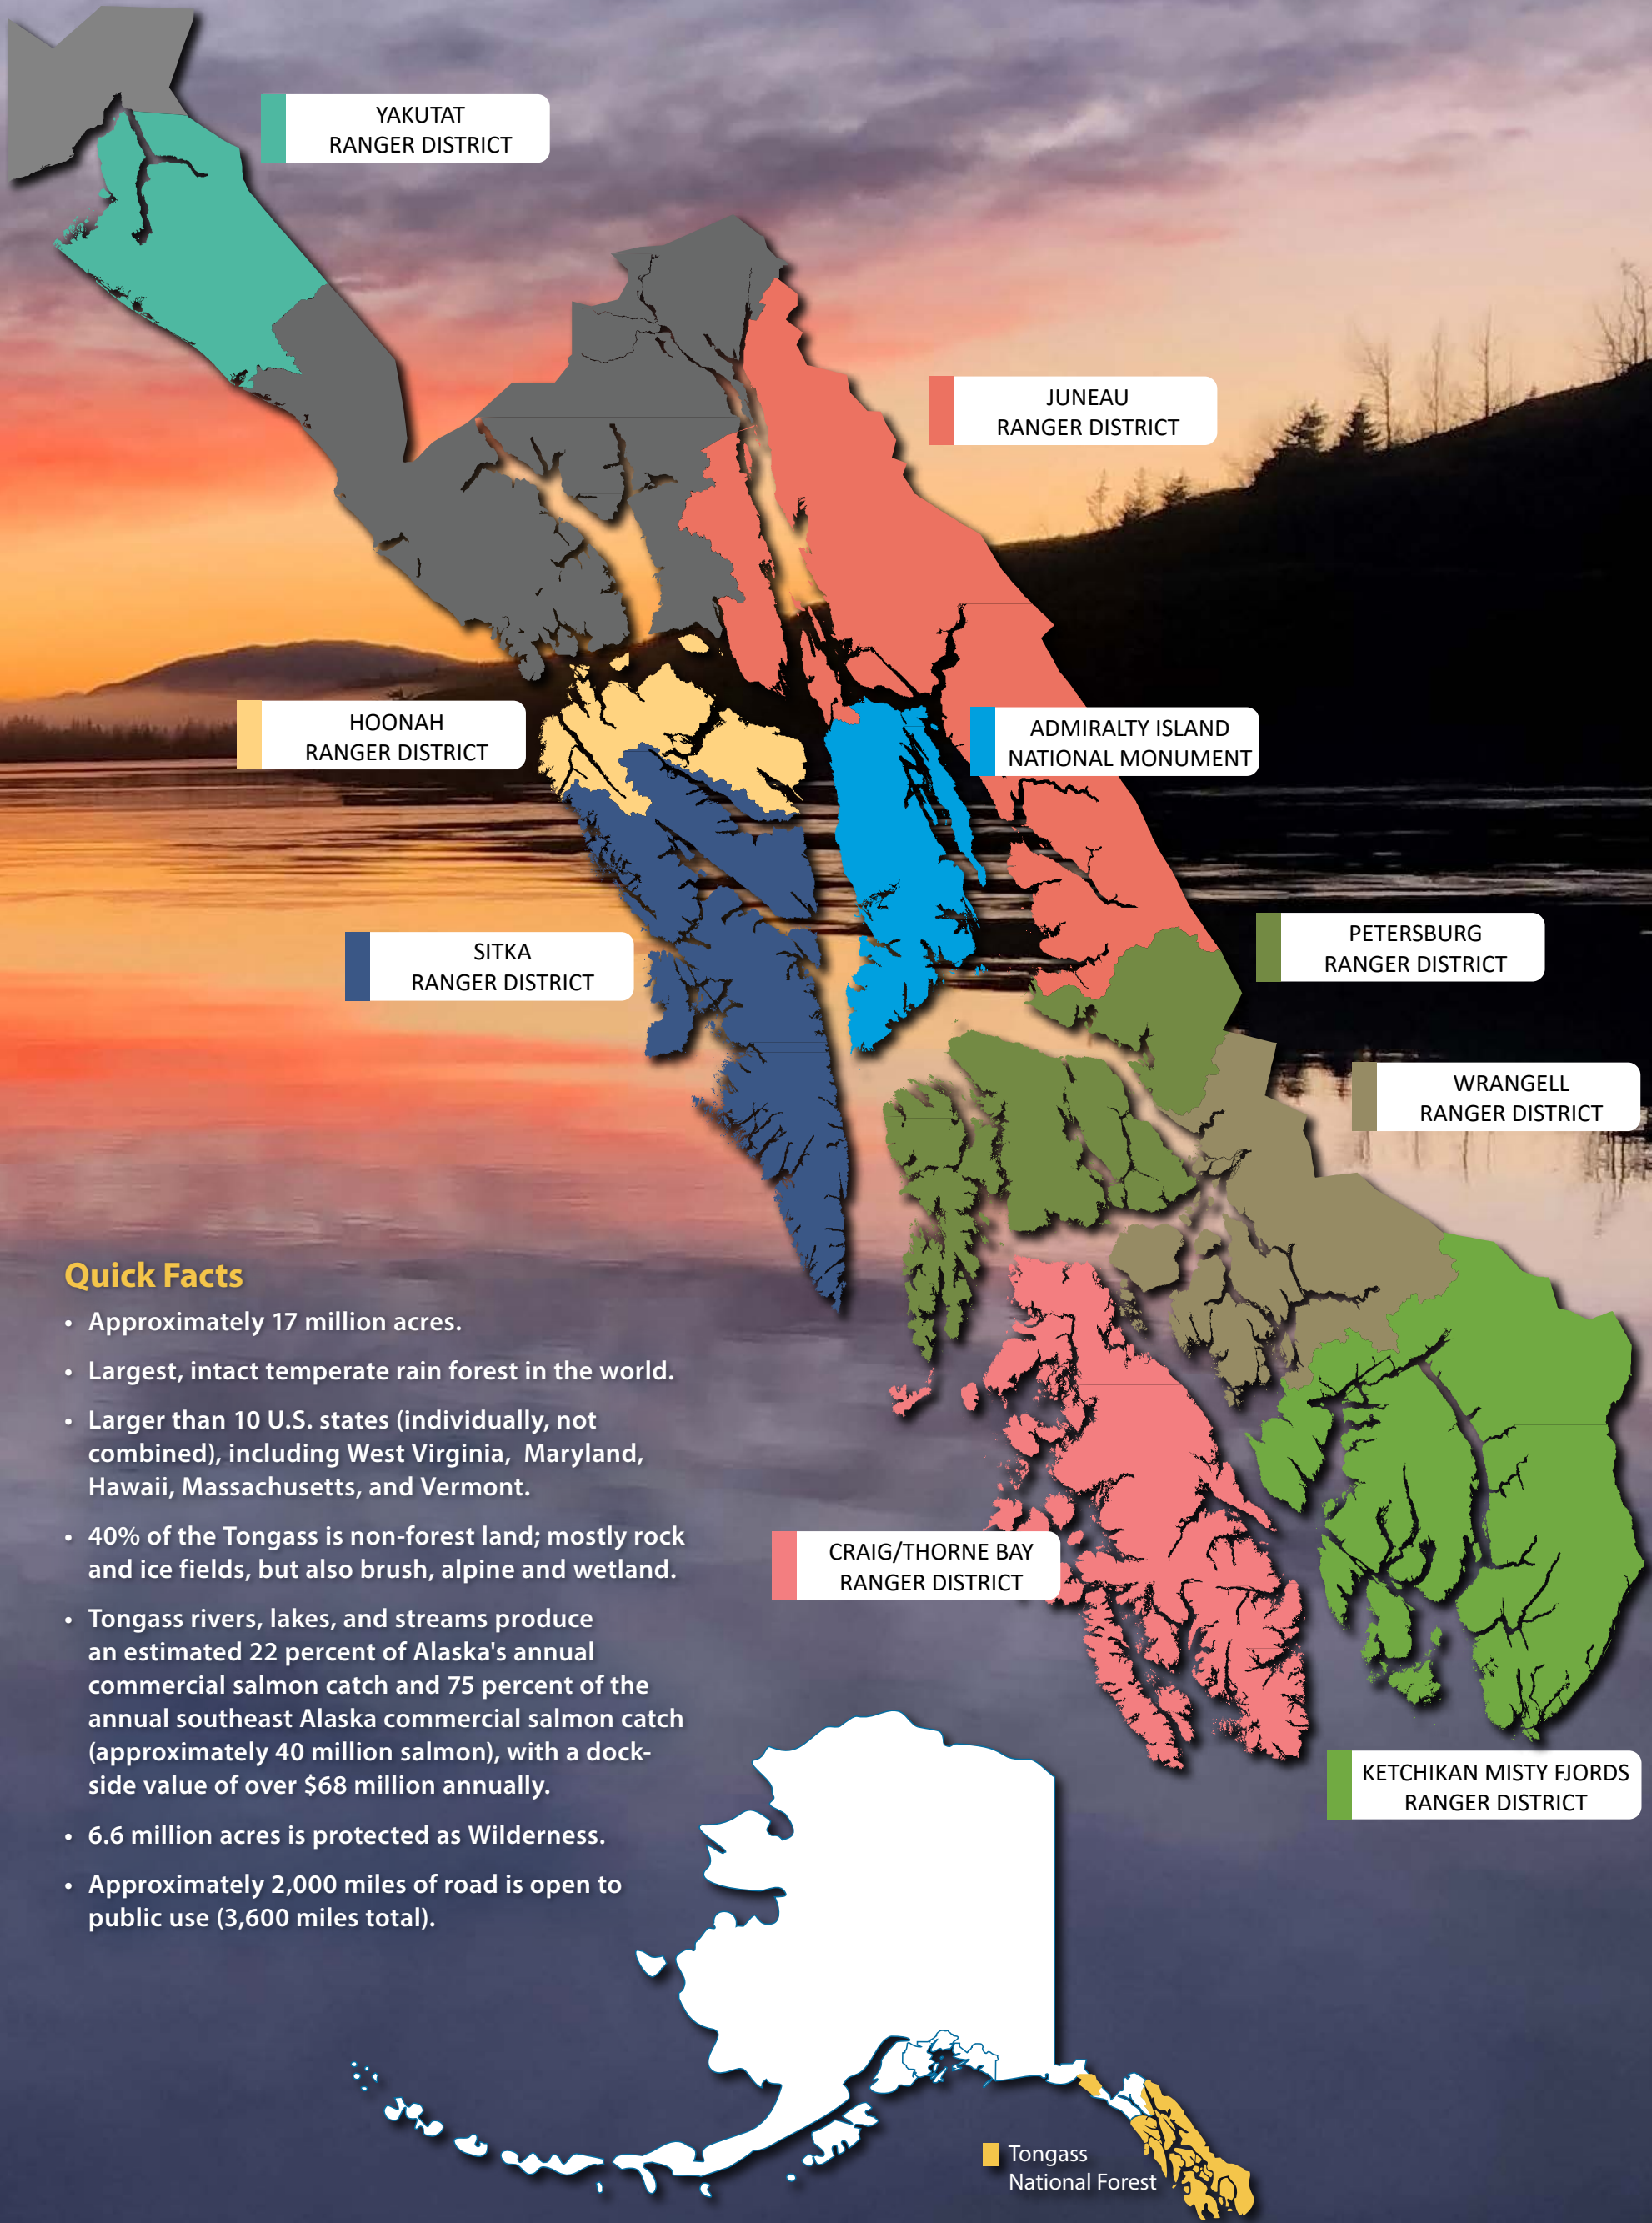 YAKUTAT
RANGER DISTRICT
JUNEAU
RANGER DISTRICT
HOONAH
RANGER DISTRICT
ADMIRALTY ISLAND
NATIONAL MONUMENT
SITKA
RANGER DISTRICT
PETERSBURG
RANGER DISTRICT
WRANGELL
RANGER DISTRICT
Quick Facts
• Approximately 17 million acres.
• Largest, intact temperate rain forest in the world.
• Larger than 10 U.S. states (individually, not
combined), including West Virginia, Maryland,
Hawaii, Massachusetts, and Vermont.
• 40% of the Tongass is non-forest land; mostly rock
and ice fields, but also brush, alpine and wetland.
• Tongass rivers, lakes, and streams produce
an estimated 22 percent of Alaska's annual
commercial salmon catch and 75 percent of the
annual southeast Alaska commercial salmon catch
(approximately 40 million salmon), with a dock-
side value of over $68 million annually.
• 6.6 million acres is protected as Wilderness.
• Approximately 2,000 miles of road is open to
public use (3,600 miles total).
CRAIG/THORNE BAY
RANGER DISTRICT
KETCHIKAN MISTY FJORDS
RANGER DISTRICT
Tongass
National Forest